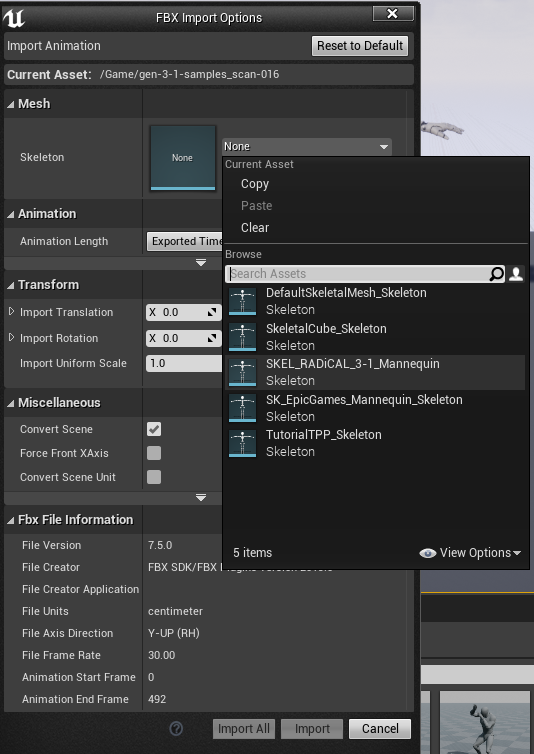 FBX Import Options
Import Animation
Reset to Default
Current Asset: /Game/gen-3-1-samples_scan-016
Mesh
Skeleton
None
None
Current Asset
Copy
Paste
Clear
Browse
Search Assets
DefaultSkeletalMesh_Skeleton
Skeleton
SkeletalCube_Skeleton
Skeleton
SKEL_RADiCAL_3-1_Mannequin
Skeleton
SK_EpicGames_Mannequin_Skeleton
Skeleton
TutorialTPP_Skeleton
Skeleton
5 items
View Options
Animation
Animation Length
Exported Time
Transform
Import Translation
X 0.0
Import Rotation
X 0.0
Import Uniform Scale
1.0
Miscellaneous
Convert Scene
Force Front XAxis
Convert Scene Unit
Fbx File Information
File Version
7.5.0
File Creator
FBX SDK/FBX
File Creator Application
File Units
centimeter
File Axis Direction
Y-UP (RH)
File Frame Rate
30.00
Animation Start Frame
0
Animation End Frame
492
Import All
Import
Cancel